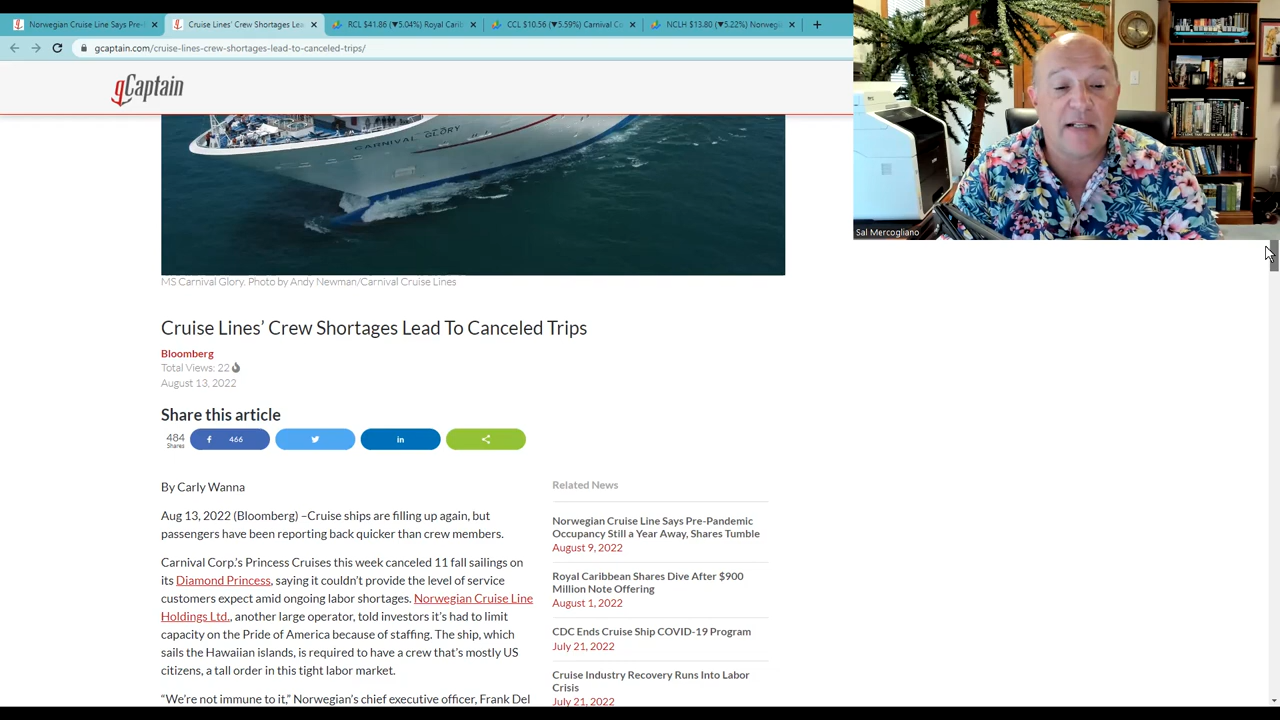 Norwegian Cruise Line Says Pre-
Cruise Lines' Crew Shortages Lea
RCL $41.86 (▼5.04%) Royal Carib
CCL $10.56 (▼5.59%) Carnival Co
NCLH $13.80 (▼5.22%) Norwegi
gcaptain.com/cruise-lines-crew-shortages-lead-to-canceled-trips/
gCaptain
CARNIVAL GLORY
Sal Mercogliano
MS Carnival Glory. Photo by Andy Newman/Carnival Cruise Lines
Cruise Lines' Crew Shortages Lead To Canceled Trips
Bloomberg
Total Views: 22
August 13, 2022
Share this article
484
Shares
466
By Carly Wanna
Aug 13, 2022 (Bloomberg) –Cruise ships are filling up again, but
passengers have been reporting back quicker than crew members.
Carnival Corp.'s Princess Cruises this week canceled 11 fall sailings on
its Diamond Princess, saying it couldn't provide the level of service
customers expect amid ongoing labor shortages. Norwegian Cruise Line
Holdings Ltd., another large operator, told investors it's had to limit
capacity on the Pride of America because of staffing. The ship, which
sails the Hawaiian islands, is required to have a crew that's mostly US
citizens, a tall order in this tight labor market.
"We're not immune to it," Norwegian's chief executive officer, Frank Del
Related News
Norwegian Cruise Line Says Pre-Pandemic
Occupancy Still a Year Away, Shares Tumble
August 9, 2022
Royal Caribbean Shares Dive After $900
Million Note Offering
August 1, 2022
CDC Ends Cruise Ship COVID-19 Program
July 21, 2022
Cruise Industry Recovery Runs Into Labor
Crisis
July 21, 2022